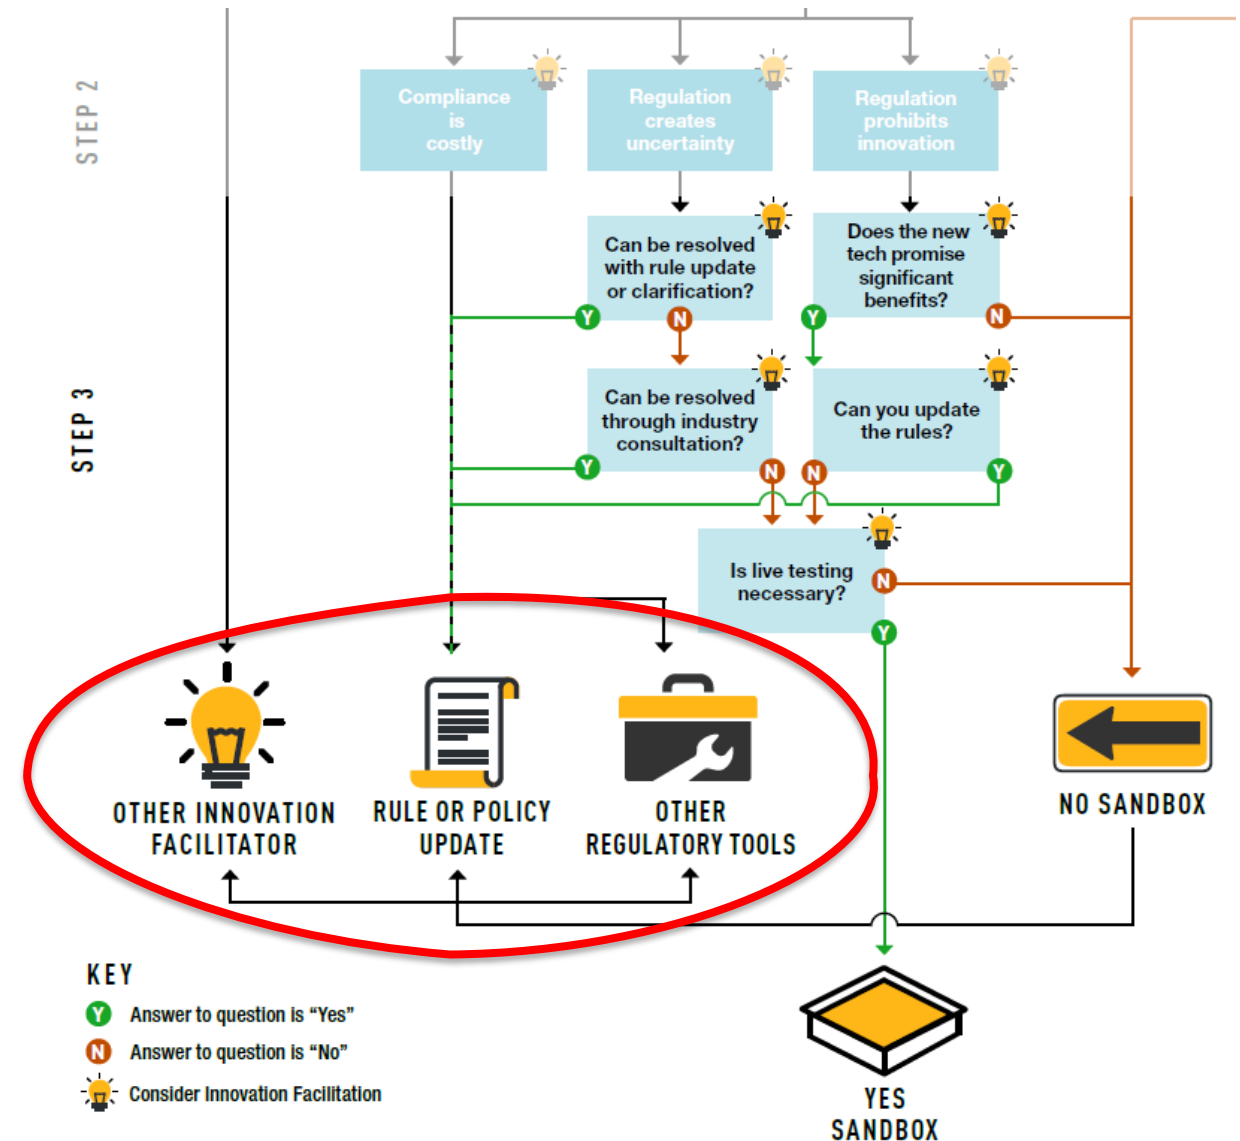 STEP 2
Compliance
is
costly
Regulation
creates
uncertainty
Regulation
prohibits
innovation
STEP 3
Can be resolved
with rule update
or clarification?
Y
N
Does the new
tech promise
significant
benefits?
Y
N
Can be resolved
through industry
consultation?
Y
N
Can you update
the rules?
N
Y
Is live testing
necessary?
N
Y
OTHER INNOVATION
FACILITATOR
RULE OR POLICY
UPDATE
OTHER
REGULATORY TOOLS
NO SANDBOX
YES
SANDBOX
KEY
Y Answer to question is “Yes”
N Answer to question is “No”
Consider Innovation Facilitation